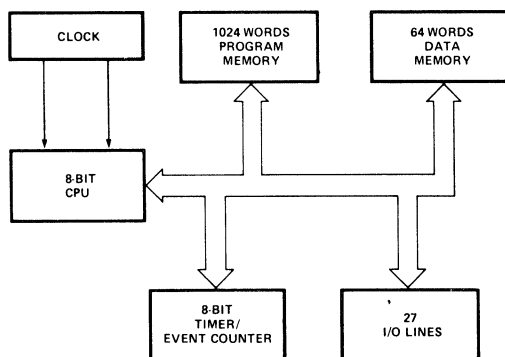 CLOCK
1024 WORDS
PROGRAM
MEMORY
64 WORDS
DATA
MEMORY
8-BIT
CPU
8-BIT
TIMER/
EVENT COUNTER
27
I/O LINES